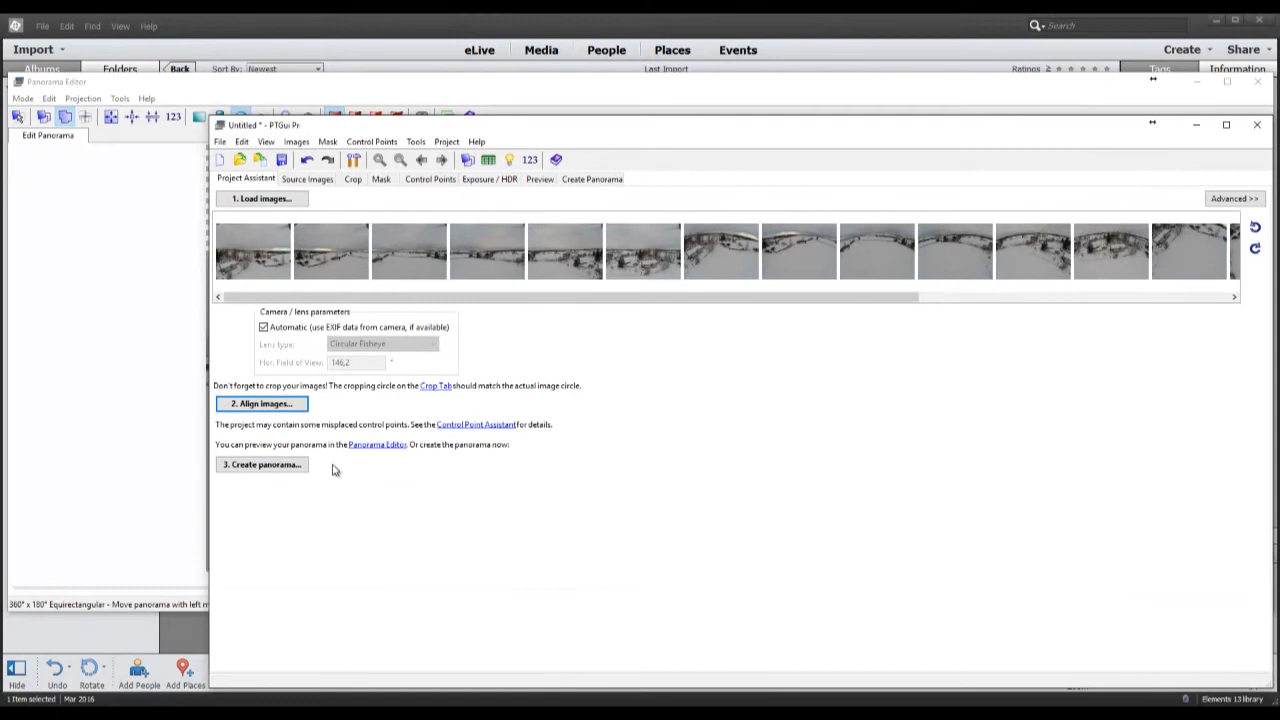 File Edit Find View Help
Search
Import
eLive Media People Places Events
Create Share
Albums Folders Back Sort By: Newest Last Import Ratings ≥ Tags Information
Panorama Editor
Mode Edit Projection Tools Help
123
Edit Panorama
Untitled * - PTGui Pr
File Edit View Images Mask Control Points Tools Project Help
123
Project Assistant Source Images Crop Mask Control Points Exposure / HDR Preview Create Panorama
1. Load images...
Advanced >>
Camera / lens parameters
Automatic (use EXIF data from camera, if available)
Lens type: Circular Fisheye
Hor. Field of View: 146,2 °
Don't forget to crop your images! The cropping circle on the Crop Tab should match the actual image circle.
2. Align images...
The project may contain some misplaced control points. See the Control Point Assistant for details.
You can preview your panorama in the Panorama Editor. Or create the panorama now:
3. Create panorama...
360° x 180° Equirectangular - Move panorama with left m
Hide Undo Rotate Add People Add Places
1 Item selected Mar 2016
Elements 13 library